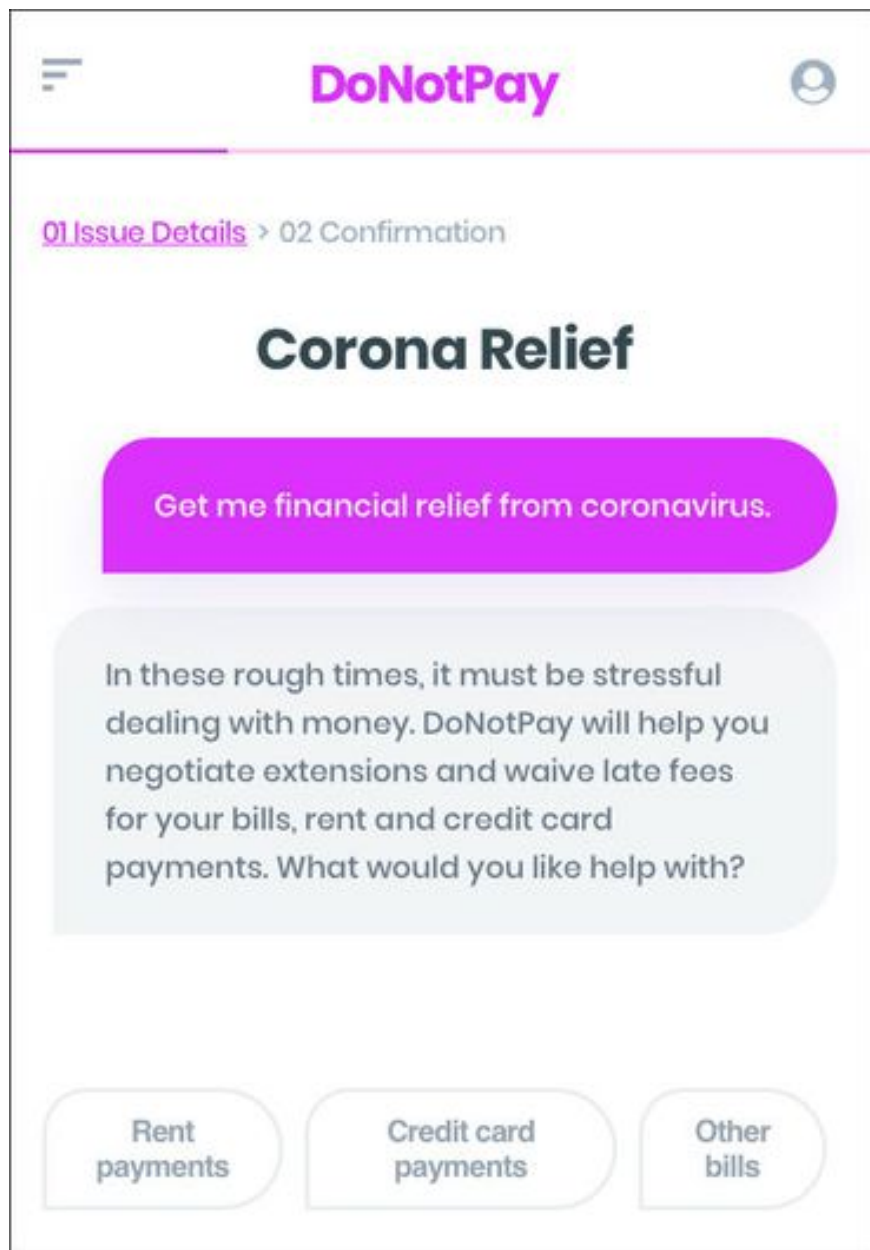 DoNotPay
01 Issue Details > 02 Confirmation
Corona Relief
Get me financial relief from coronavirus.
In these rough times, it must be stressful
dealing with money. DoNotPay will help you
negotiate extensions and waive late fees
for your bills, rent and credit card
payments. What would you like help with?
Rent
payments
Credit card
payments
Other
bills